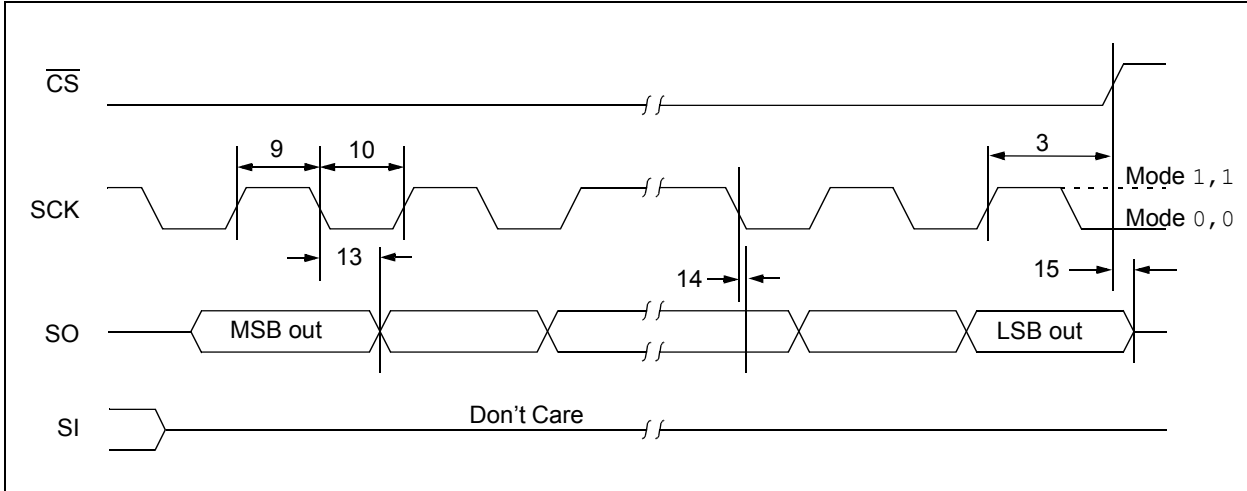 CS
9
10
3
SCK
Mode 1,1
Mode 0,0
13
14
15
SO
MSB out
LSB out
SI
Don't Care